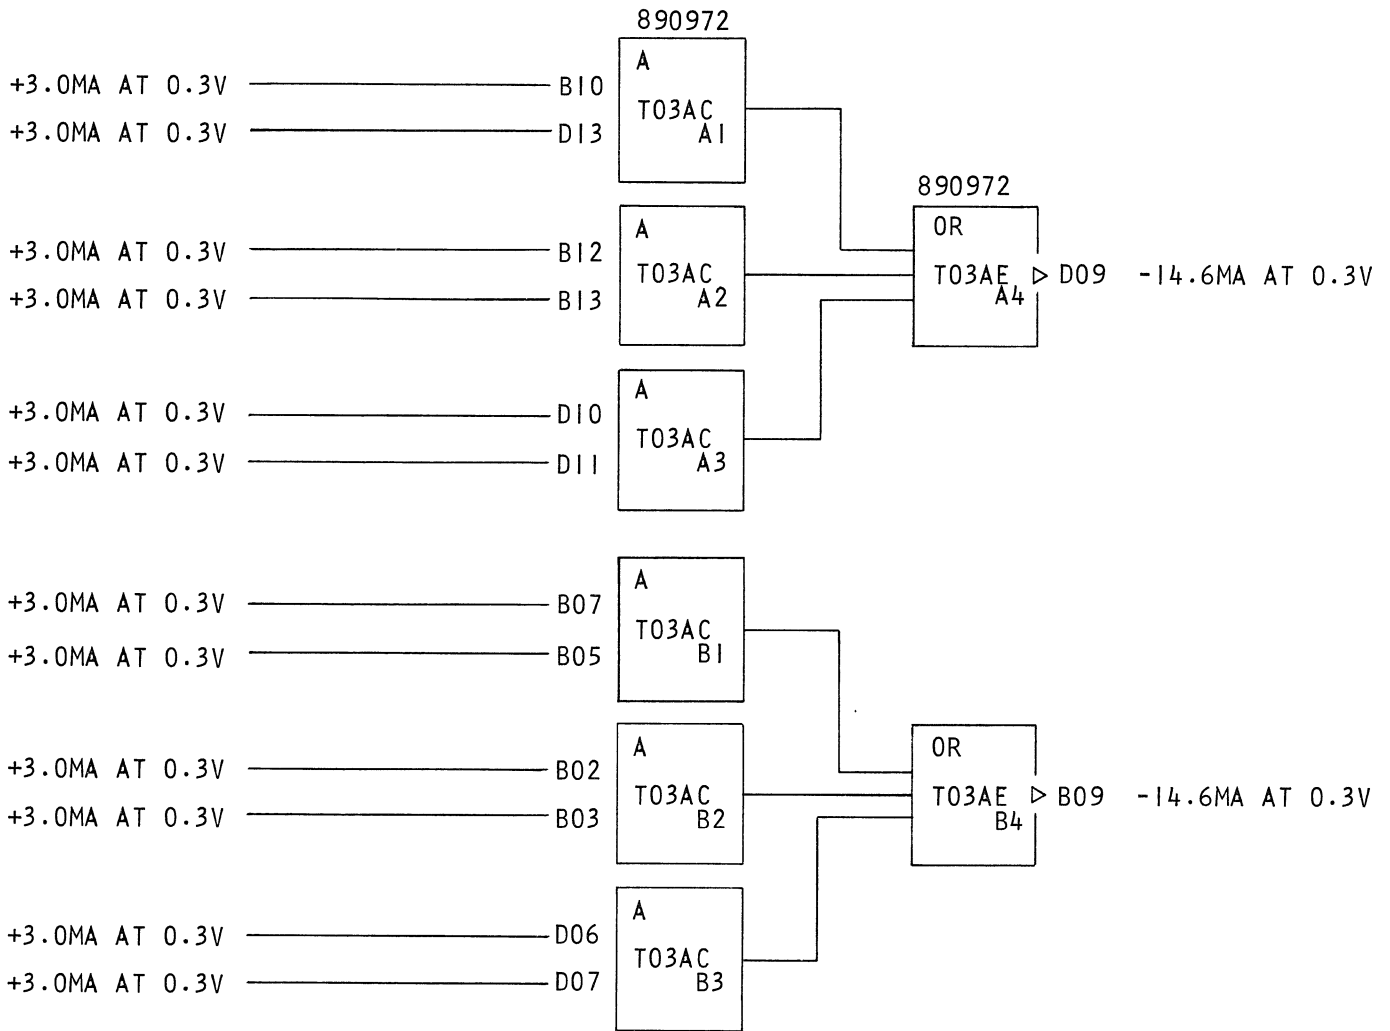 890972
A
T03AC
A1
+3.0MA AT 0.3V B10
+3.0MA AT 0.3V D13
A
T03AC
A2
+3.0MA AT 0.3V B12
+3.0MA AT 0.3V B13
890972
OR
T03AE
A4
D09 -14.6MA AT 0.3V
A
T03AC
A3
+3.0MA AT 0.3V D10
+3.0MA AT 0.3V D11
A
T03AC
B1
+3.0MA AT 0.3V B07
+3.0MA AT 0.3V B05
A
T03AC
B2
+3.0MA AT 0.3V B02
+3.0MA AT 0.3V B03
OR
T03AE
B4
B09 -14.6MA AT 0.3V
A
T03AC
B3
+3.0MA AT 0.3V D06
+3.0MA AT 0.3V D07